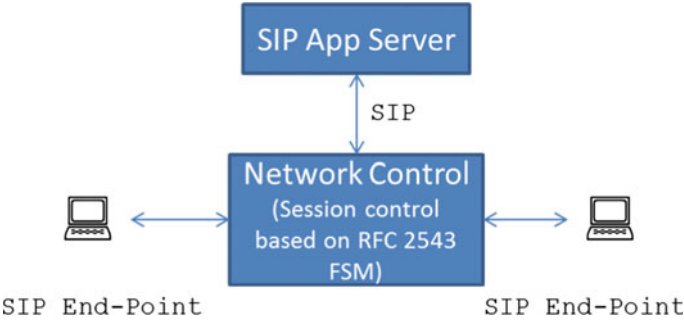 SIP App Server
SIP
Network Control
(Session control
based on RFC 2543
FSM)
SIP End-Point
SIP End-Point